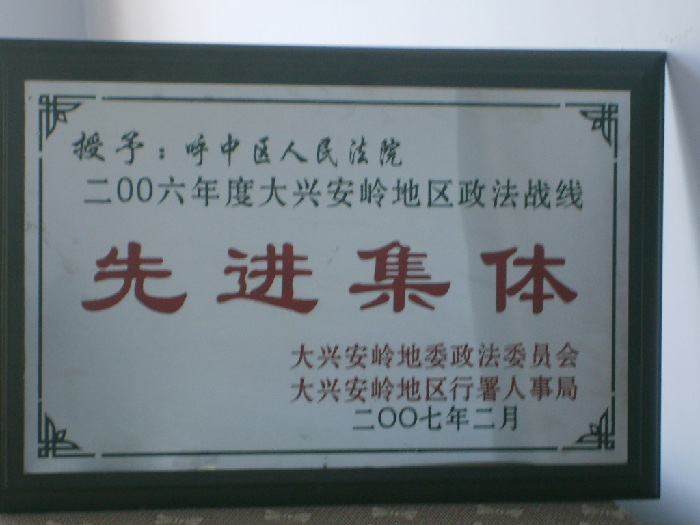 授予：呼中区人民法院
二00六年度大兴安岭地区政法战线
先进集体
大兴安岭地委政法委员会
大兴安岭地区行署人事局
二00七年二月